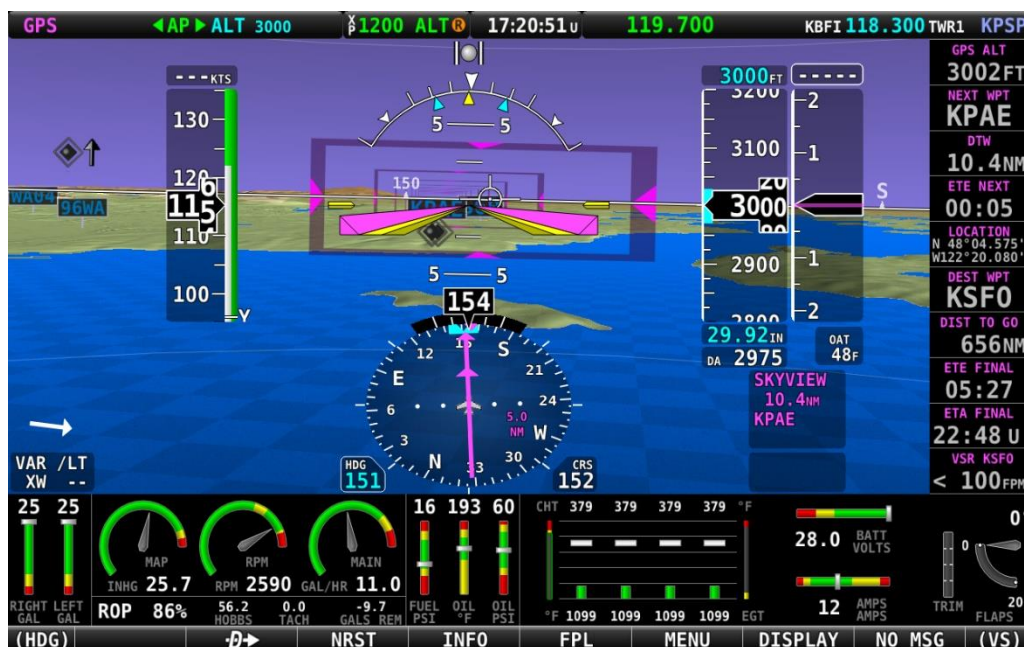 GPS ◄AP► ALT 3000 XP1200 ALT R 17:20:51U 119.700 KBFI 118.300 TWR1 KPSP
GPS ALT
3002FT
NEXT WPT
KPAE
DTW
10.4NM
ETE NEXT
00:05
LOCATION
N 48°04.575'
W122°20.080'
DEST WPT
KSFO
DIST TO GO
656NM
ETE FINAL
05:27
ETA FINAL
22:48 U
VSR KSFO
< 100FPM
---KTS
130
120
115
110
100
Y
5 5
150
5 5
WA04
96WA
3000FT
3200
3100
3000
2900
2800
-----
2
1
1
2
S
29.92IN
DA 2975
OAT
48F
SKYVIEW
10.4NM
KPAE
154
12 15 S 21 24 W 30 33 N 3 6 E
5.0
NM
HDG
151
CRS
152
VAR /LT
XW --
25 25
RIGHT GAL LEFT GAL
MAP
INHG 25.7
RPM
RPM 2590
MAIN
GAL/HR 11.0
ROP 86%
56.2 HOBBS
0.0 TACH
-9.7 GALS REM
16 193 60
FUEL PSI OIL °F OIL PSI
CHT 379 379 379 379 °F
°F 1099 1099 1099 1099 EGT
28.0 BATT VOLTS
12 AMPS AMPS
TRIM
0°
0
20
FLAPS
(HDG) -D→ NRST INFO FPL MENU DISPLAY NO MSG (VS)